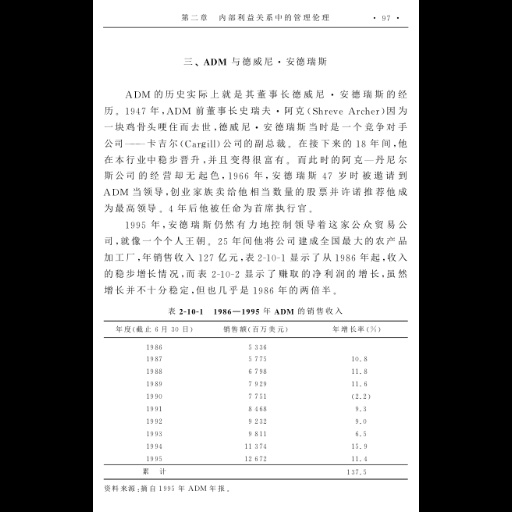 第二章 内部利益关系中的管理伦理 · 97 ·
三、ADM 与德威尼·安德瑞斯
ADM 的历史实际上就是其董事长德威尼·安德瑞斯的经
历。1947 年,ADM 前董事长史瑞夫·阿克(Shreve Archer)因为
一块鸡骨头哽住而去世,德威尼·安德瑞斯当时是一个竞争对手
公司——卡吉尔(Cargill)公司的副总裁。在接下来的 18 年间,他
在本行业中稳步晋升,并且变得很富有。而此时的阿克—丹尼尔
斯公司的经营却无起色,1966 年,安德瑞斯 47 岁时被邀请到
ADM 当领导,创业家族卖给他相当数量的股票并许诺推荐他成
为最高领导。4 年后他被任命为首席执行官。
1995 年,安德瑞斯仍然有力地控制领导着这家公众贸易公
司,就像一个个人王朝。25 年间他将公司建成全国最大的农产品
加工厂,年销售收入 127 亿元,表 2-10-1 显示了从 1986 年起,收入
的稳步增长情况,而表 2-10-2 显示了赚取的净利润的增长,虽然
增长并不十分稳定,但也几乎是 1986 年的两倍半。
表 2-10-1 1986—1995 年 ADM 的销售收入
年度(截止 6 月 30 日) 销售额(百万美元) 年增长率(%)
1986 5 336
1987 5 775 10.8
1988 6 798 11.8
1989 7 929 11.6
1990 7 751 (2.2)
1991 8 468 9.3
1992 9 232 9.0
1993 9 811 6.5
1994 11 374 15.9
1995 12 672 11.4
累 计 137.5
资料来源:摘自 1995 年 ADM 年报。